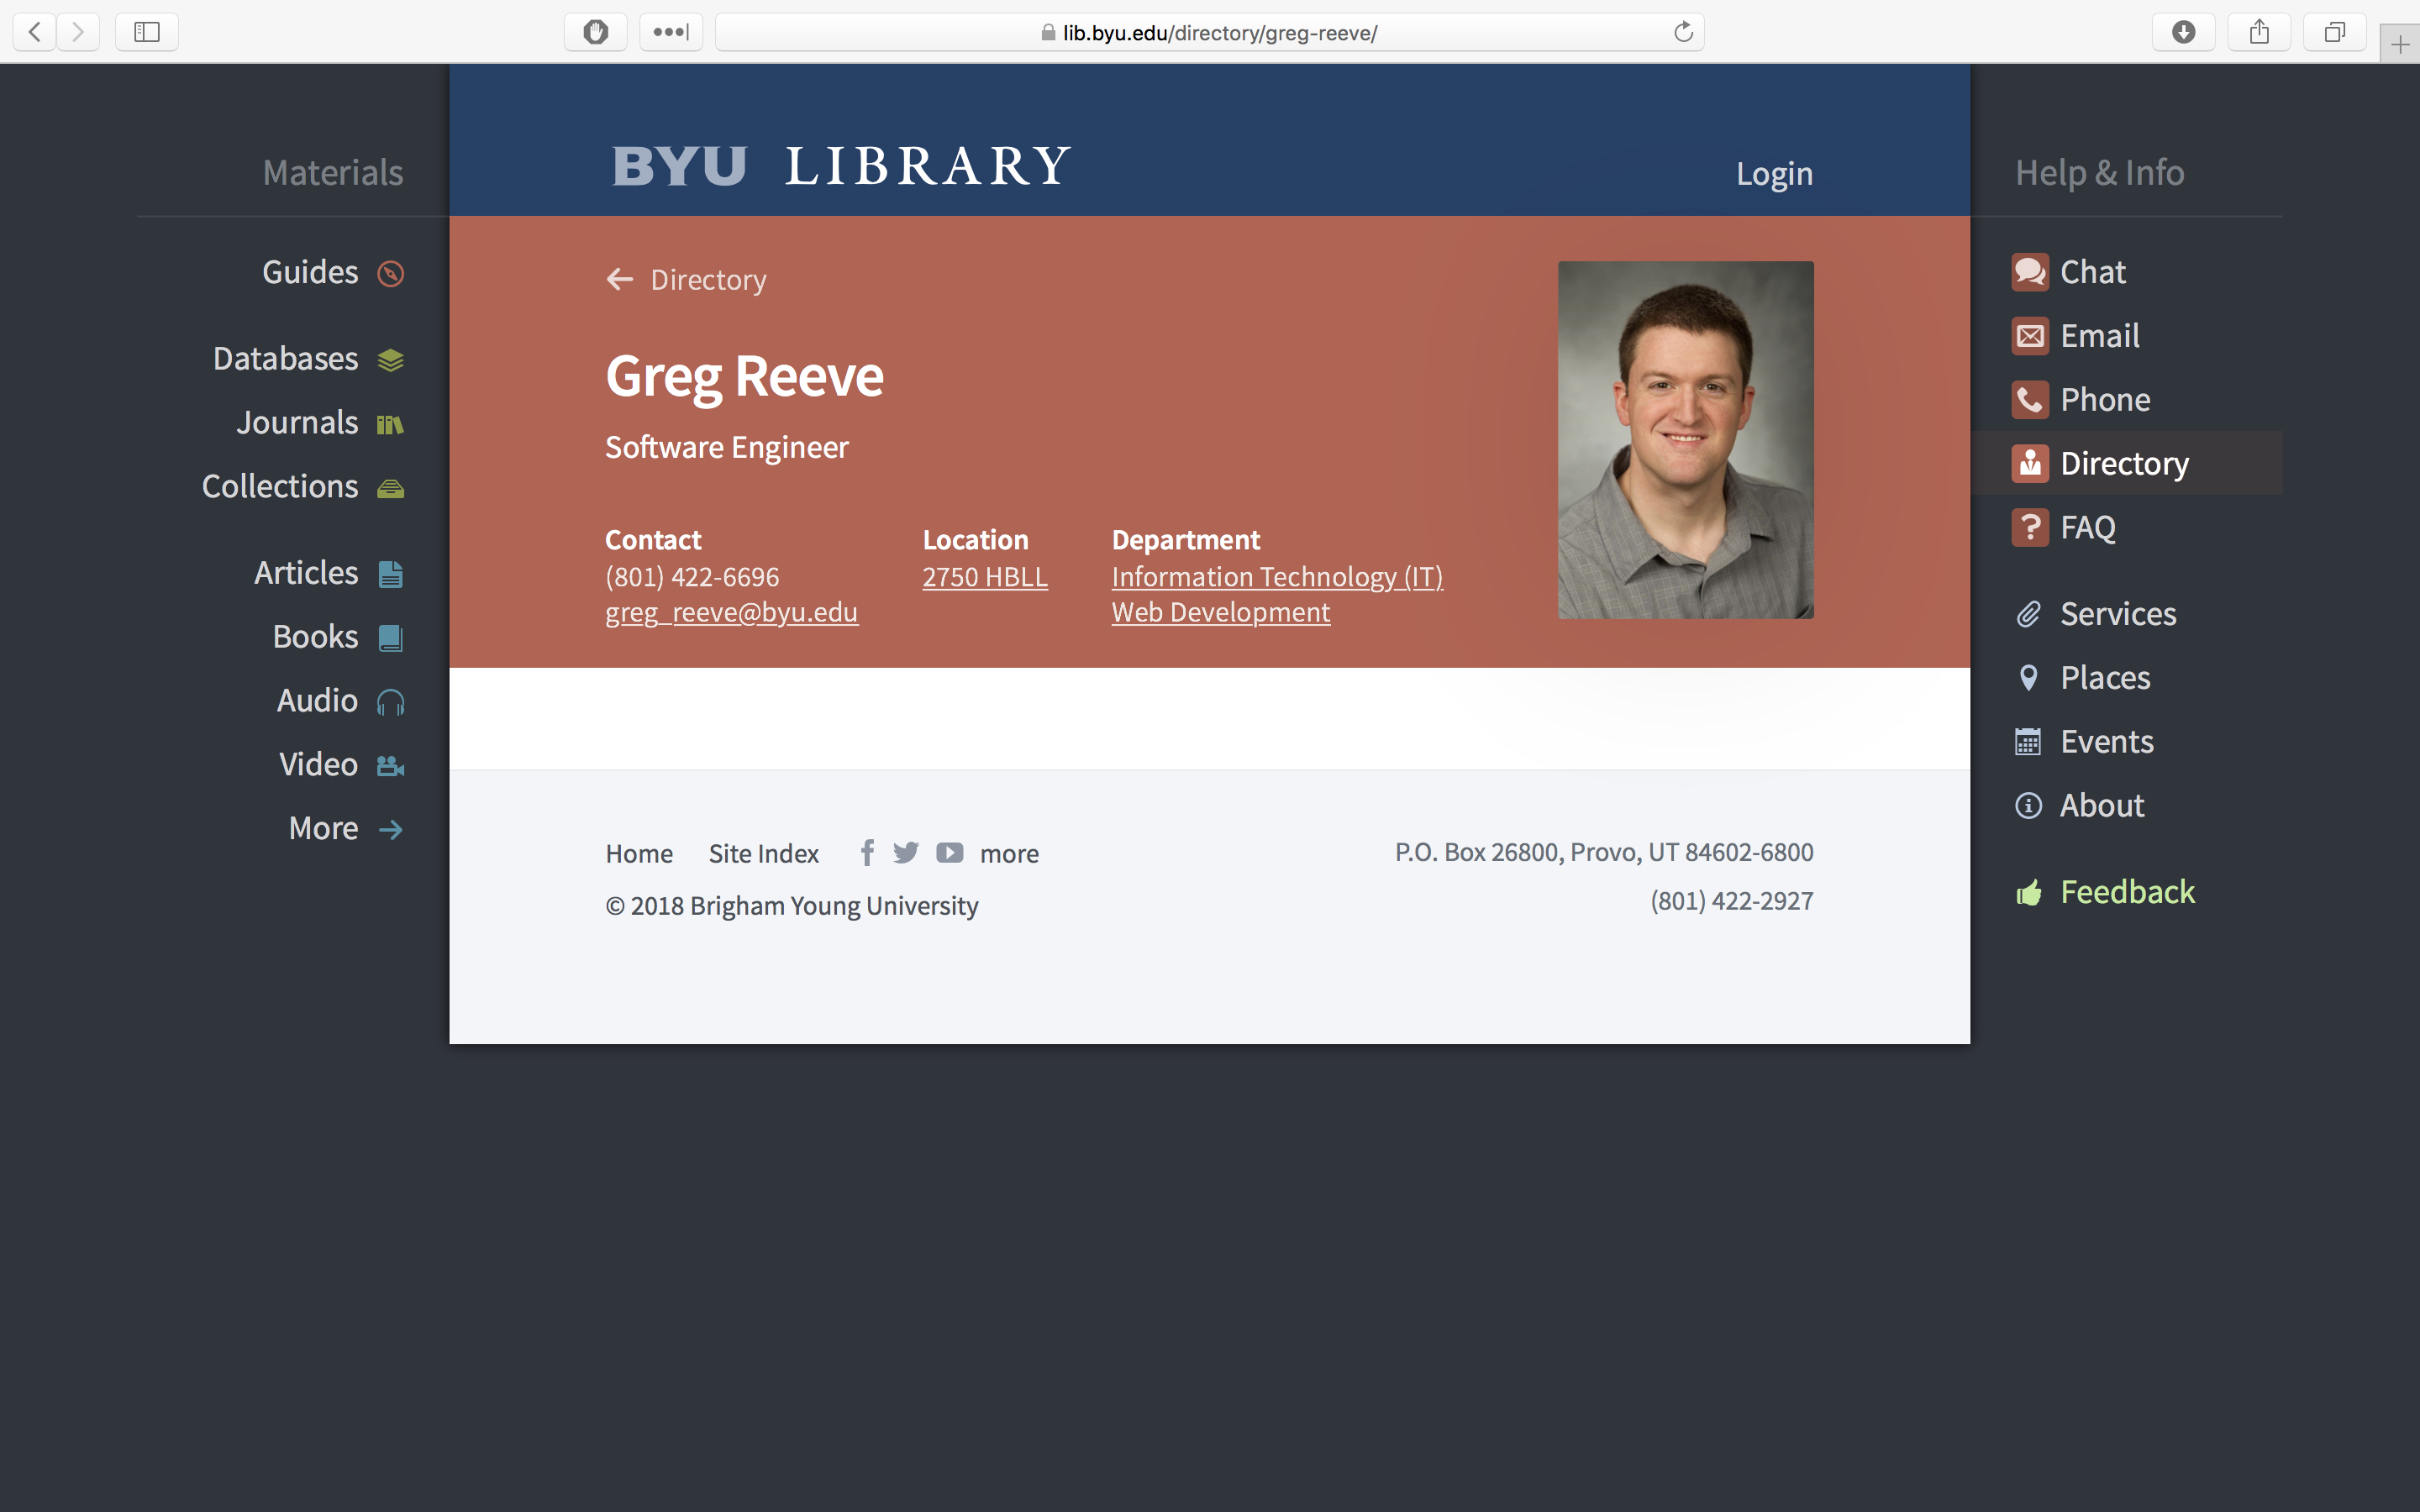 lib.byu.edu/directory/greg-reeve/
BYU LIBRARY
Login
Materials
Guides
Databases
Journals
Collections
Articles
Books
Audio
Video
More
← Directory
Greg Reeve
Software Engineer
Contact
(801) 422-6696
greg_reeve@byu.edu
Location
2750 HBLL
Department
Information Technology (IT)
Web Development
Help & Info
Chat
Email
Phone
Directory
FAQ
Services
Places
Events
About
Feedback
Home Site Index more
© 2018 Brigham Young University
P.O. Box 26800, Provo, UT 84602-6800
(801) 422-2927